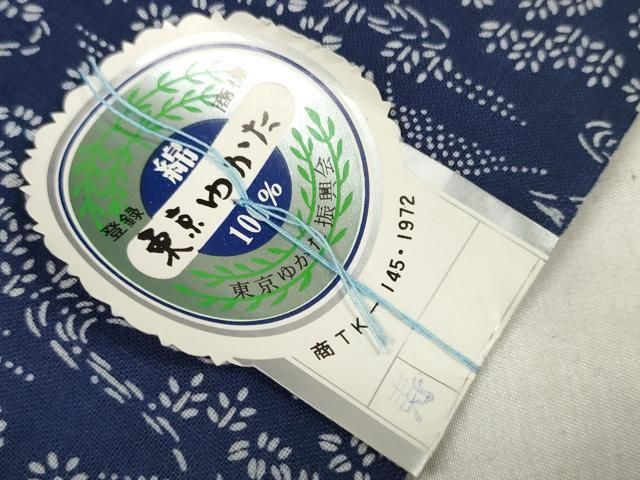 登録
商標
綿
東京ゆかた
100%
東京ゆかた振興会
商TK-145・1972